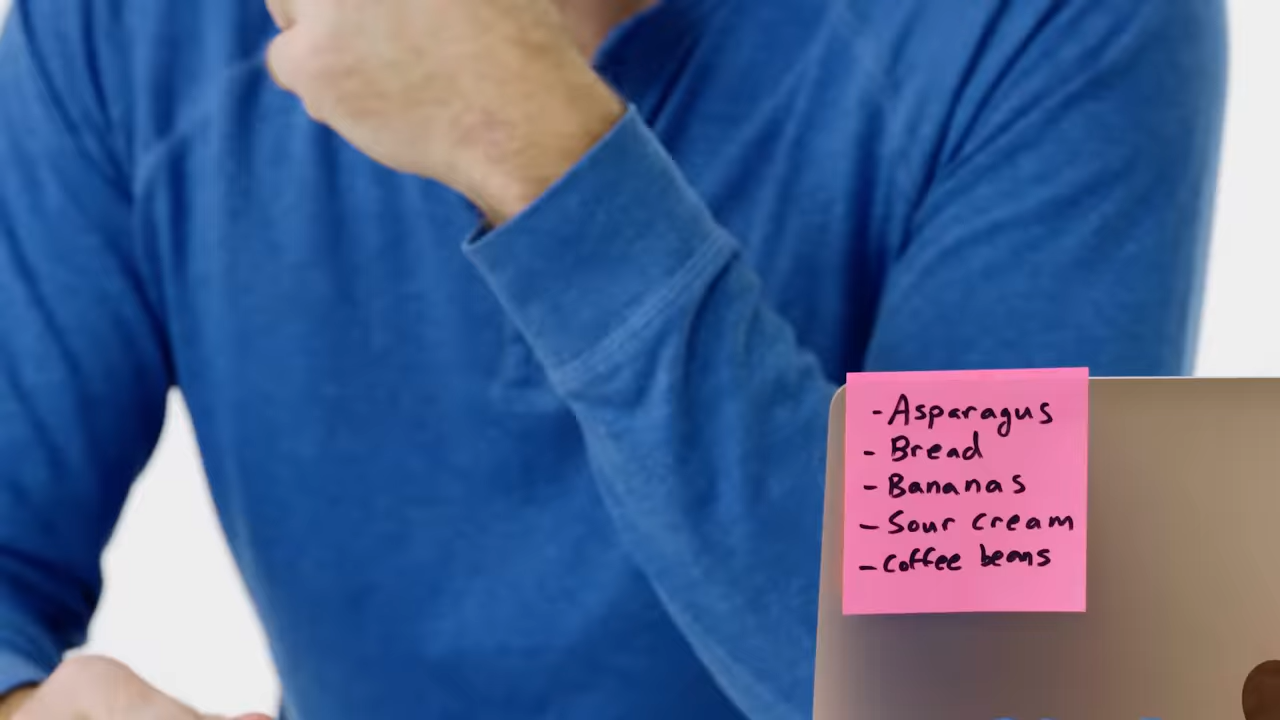 - Asparagus
- Bread
- Bananas
- Sour cream
- Coffee beans